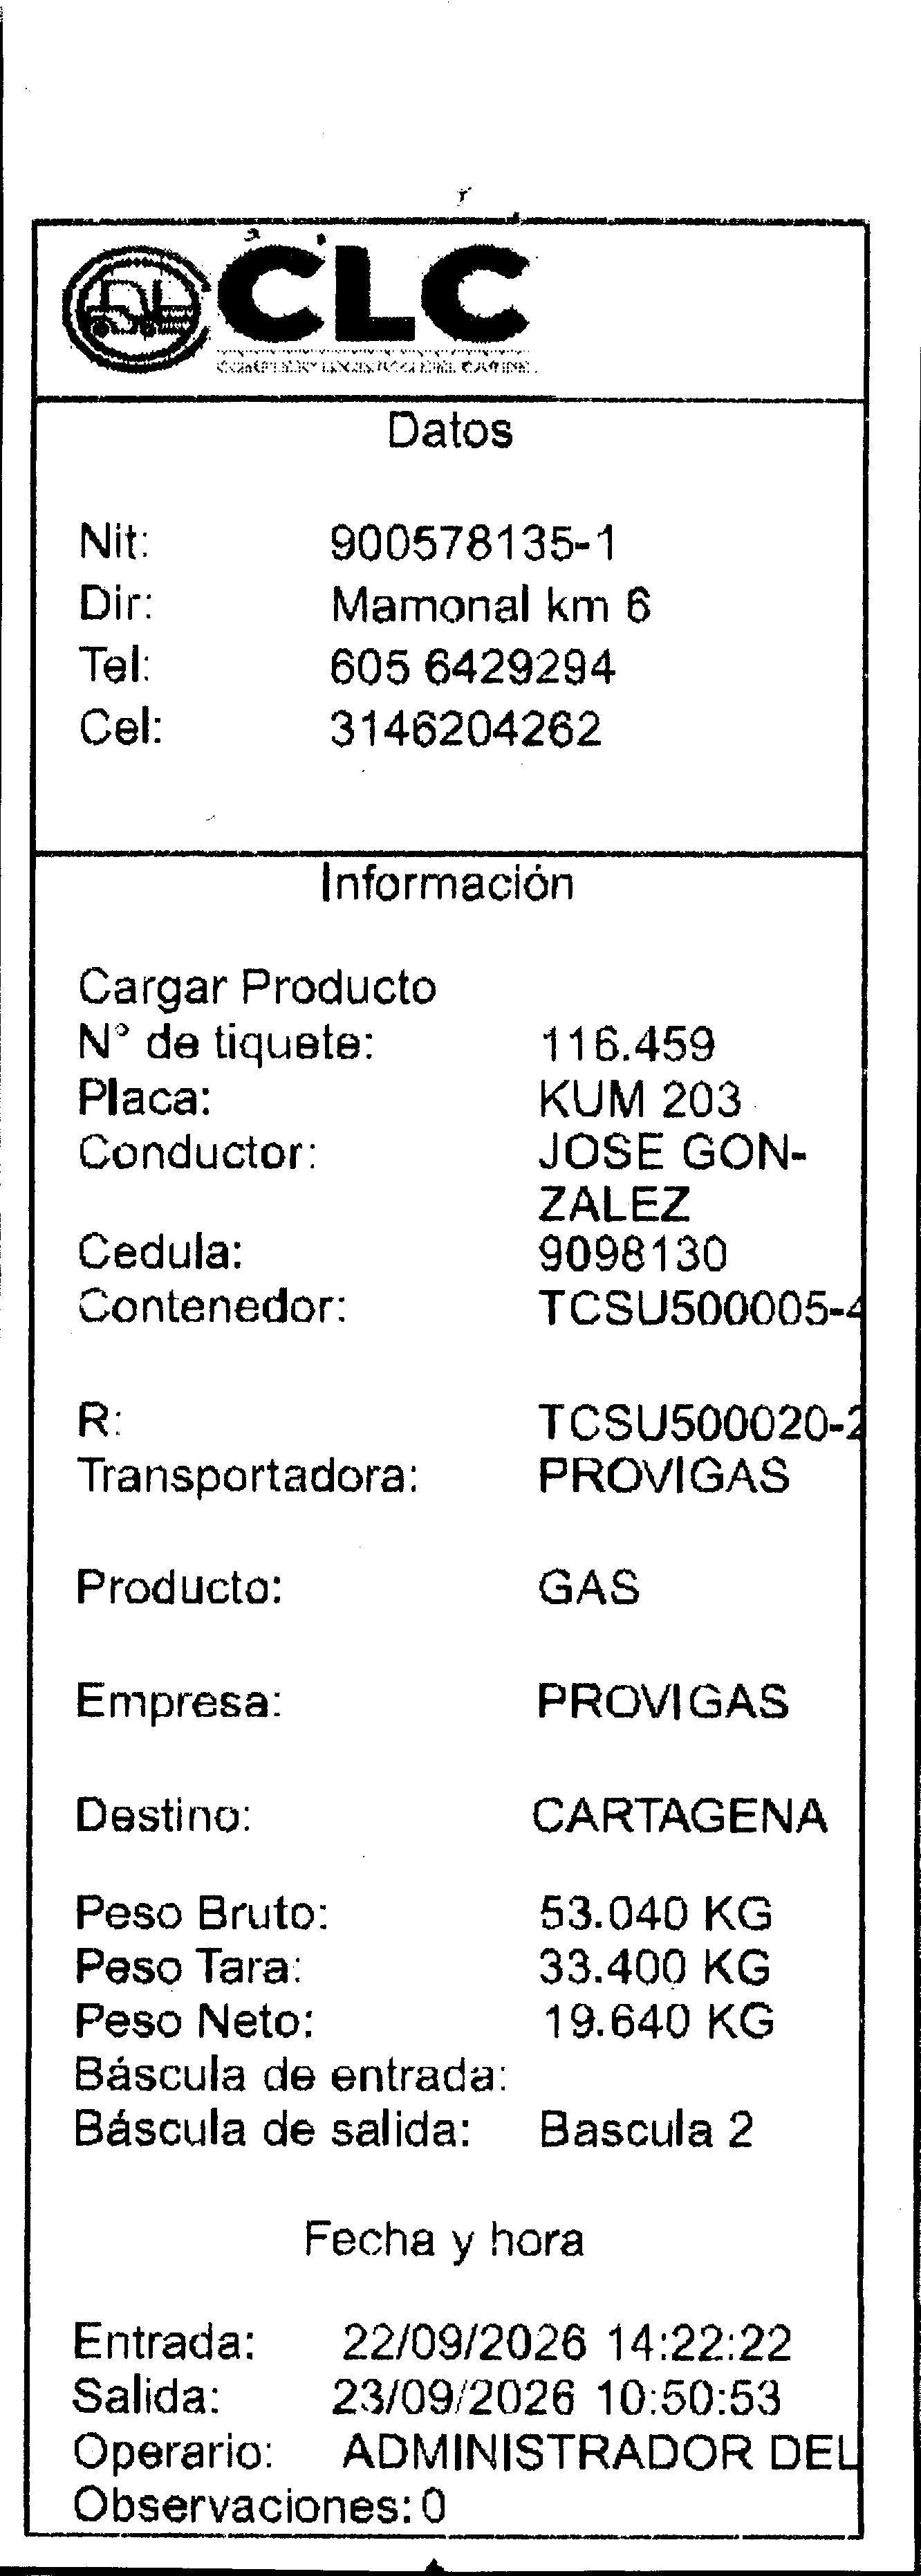 CLC
Datos
Nit: 900578135-1
Dir: Mamonal km 6
Tel: 605 6429294
Cel: 3146204262
Información
Cargar Producto
N° de tiquete: 116.459
Placa: KUM 203
Conductor: JOSE GON-
ZALEZ
Cedula: 9098130
Contenedor: TCSU500005-4
R: TCSU500020-2
Transportadora: PROVIGAS
Producto: GAS
Empresa: PROVIGAS
Destino: CARTAGENA
Peso Bruto: 53.040 KG
Peso Tara: 33.400 KG
Peso Neto: 19.640 KG
Báscula de entrada:
Báscula de salida: Bascula 2
Fecha y hora
Entrada: 22/09/2026 14:22:22
Salida: 23/09/2026 10:50:53
Operario: ADMINISTRADOR DEL
Observaciones: 0